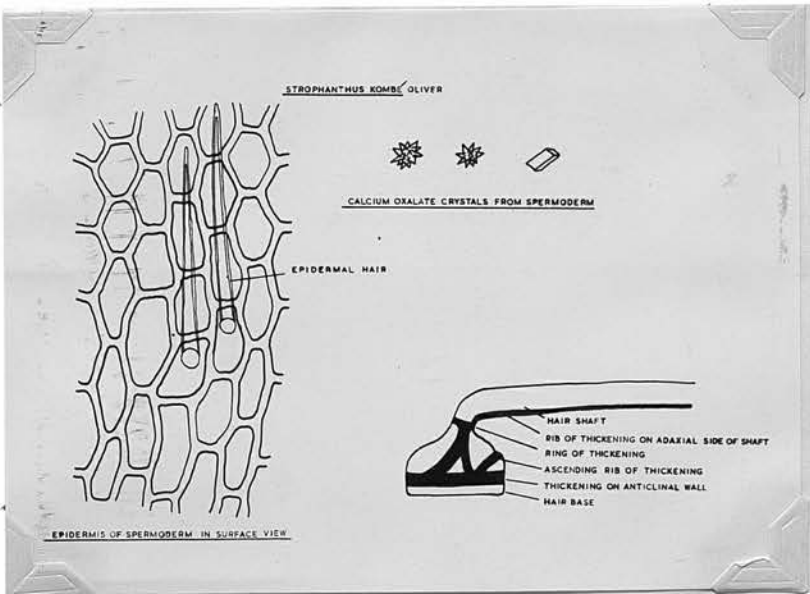 STROPHANTHUS KOMBÉ OLIVER
CALCIUM OXALATE CRYSTALS FROM SPERMODERM
EPIDERMAL HAIR
HAIR SHAFT
RIB OF THICKENING ON ADAXIAL SIDE OF SHAFT
RING OF THICKENING
ASCENDING RIB OF THICKENING
THICKENING ON ANTICLINAL WALL
HAIR BASE
EPIDERMIS OF SPERMODERM IN SURFACE VIEW